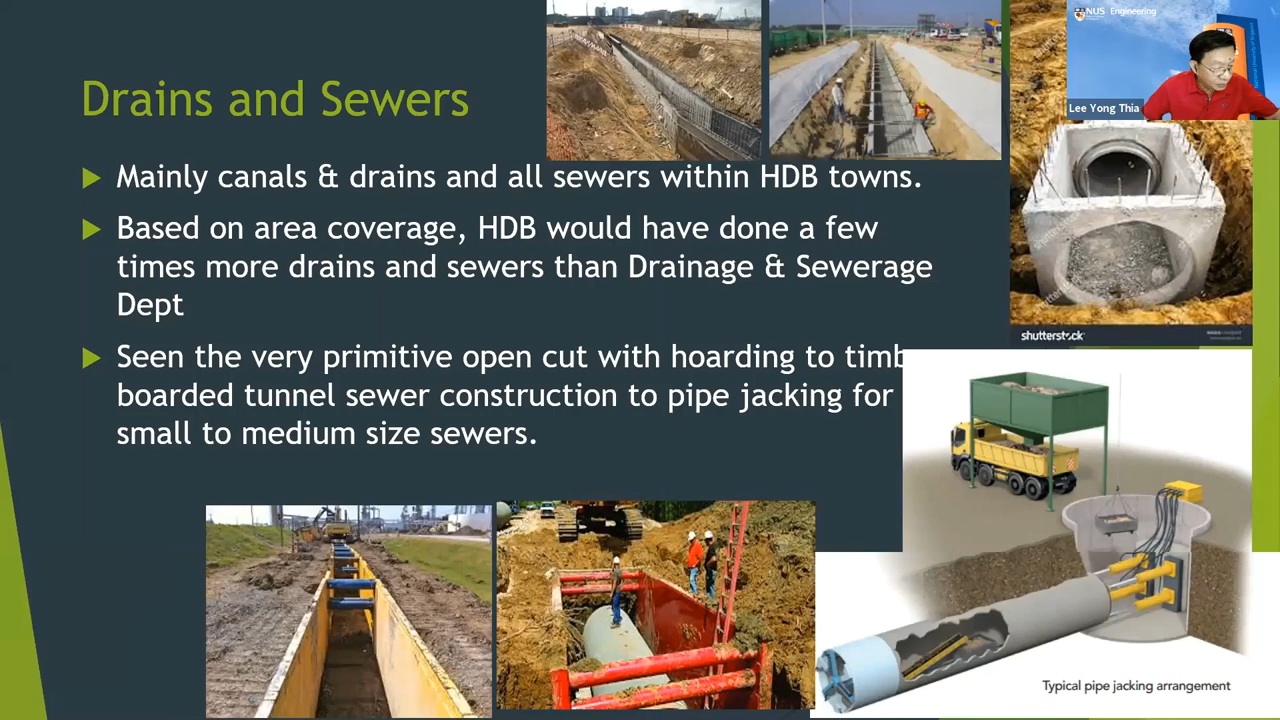 NUS Engineering
Lee Yong Thia
Drains and Sewers
Mainly canals & drains and all sewers within HDB towns.
Based on area coverage, HDB would have done a few
times more drains and sewers than Drainage & Sewerage
Dept
Seen the very primitive open cut with hoarding to timb
boarded tunnel sewer construction to pipe jacking for
small to medium size sewers.
shutterstock
Typical pipe jacking arrangement